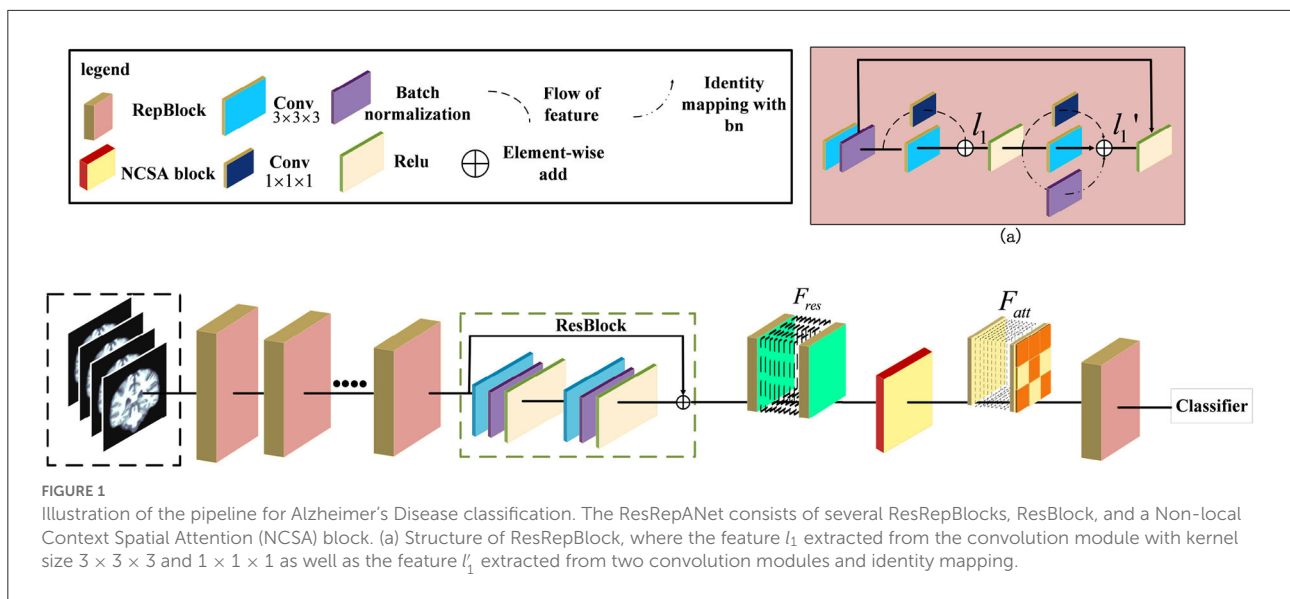 legend
RepBlock
Conv
3×3×3
Batch
normalization
Flow of
feature
Identity
mapping with
bn
NCSA block
Conv
1×1×1
Relu
Element-wise
add
l₁
l₁'
(a)
ResBlock
F_res
F_att
Classifier
FIGURE 1
Illustration of the pipeline for Alzheimer's Disease classification. The ResRepANet consists of several ResRepBlocks, ResBlock, and a Non-local
Context Spatial Attention (NCSA) block. (a) Structure of ResRepBlock, where the feature l₁ extracted from the convolution module with kernel
size 3 × 3 × 3 and 1 × 1 × 1 as well as the feature l₁′ extracted from two convolution modules and identity mapping.